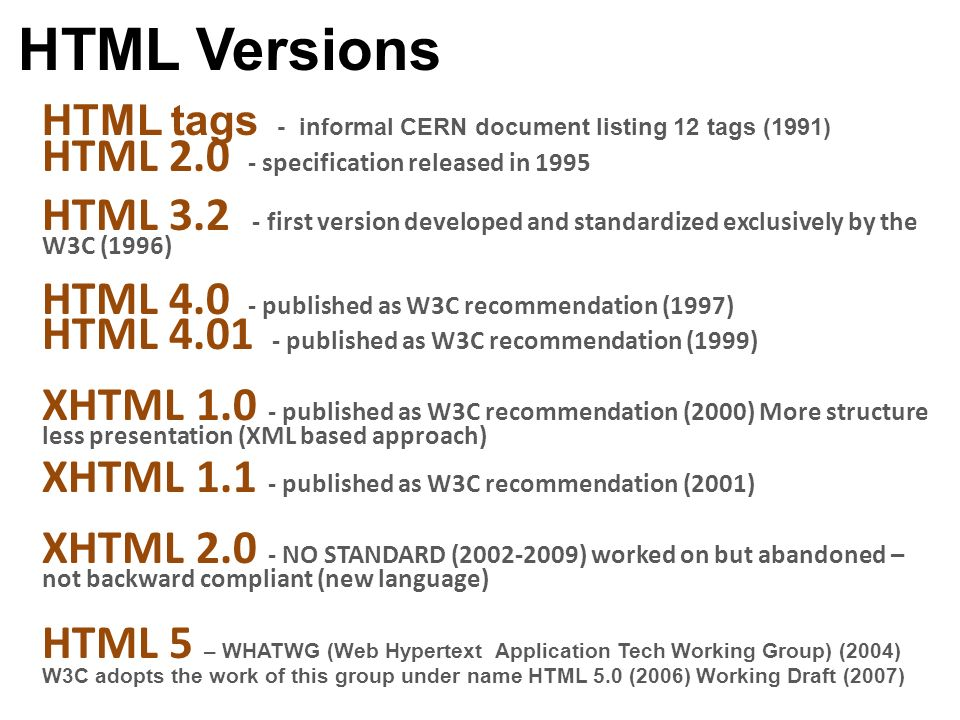 HTML Versions
HTML tags - informal CERN document listing 12 tags (1991)
HTML 2.0 - specification released in 1995
HTML 3.2 - first version developed and standardized exclusively by the
W3C (1996)
HTML 4.0 - published as W3C recommendation (1997)
HTML 4.01 - published as W3C recommendation (1999)
XHTML 1.0 - published as W3C recommendation (2000) More structure
less presentation (XML based approach)
XHTML 1.1 - published as W3C recommendation (2001)
XHTML 2.0 - NO STANDARD (2002-2009) worked on but abandoned –
not backward compliant (new language)
HTML 5 – WHATWG (Web Hypertext Application Tech Working Group) (2004)
W3C adopts the work of this group under name HTML 5.0 (2006) Working Draft (2007)